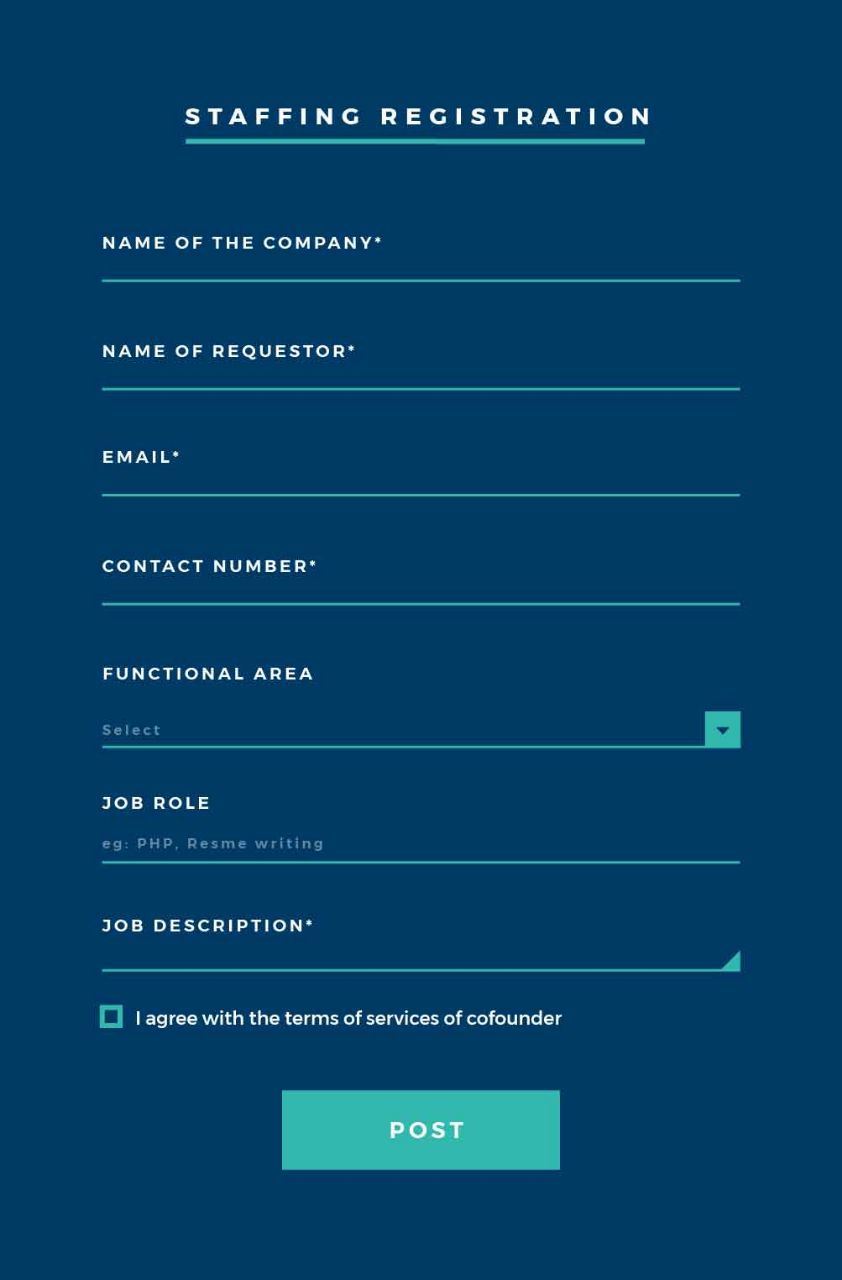 STAFFING REGISTRATION
NAME OF THE COMPANY*
NAME OF REQUESTOR*
EMAIL*
CONTACT NUMBER*
FUNCTIONAL AREA
Select
JOB ROLE
eg: PHP, Resme writing
JOB DESCRIPTION*
I agree with the terms of services of cofounder
POST